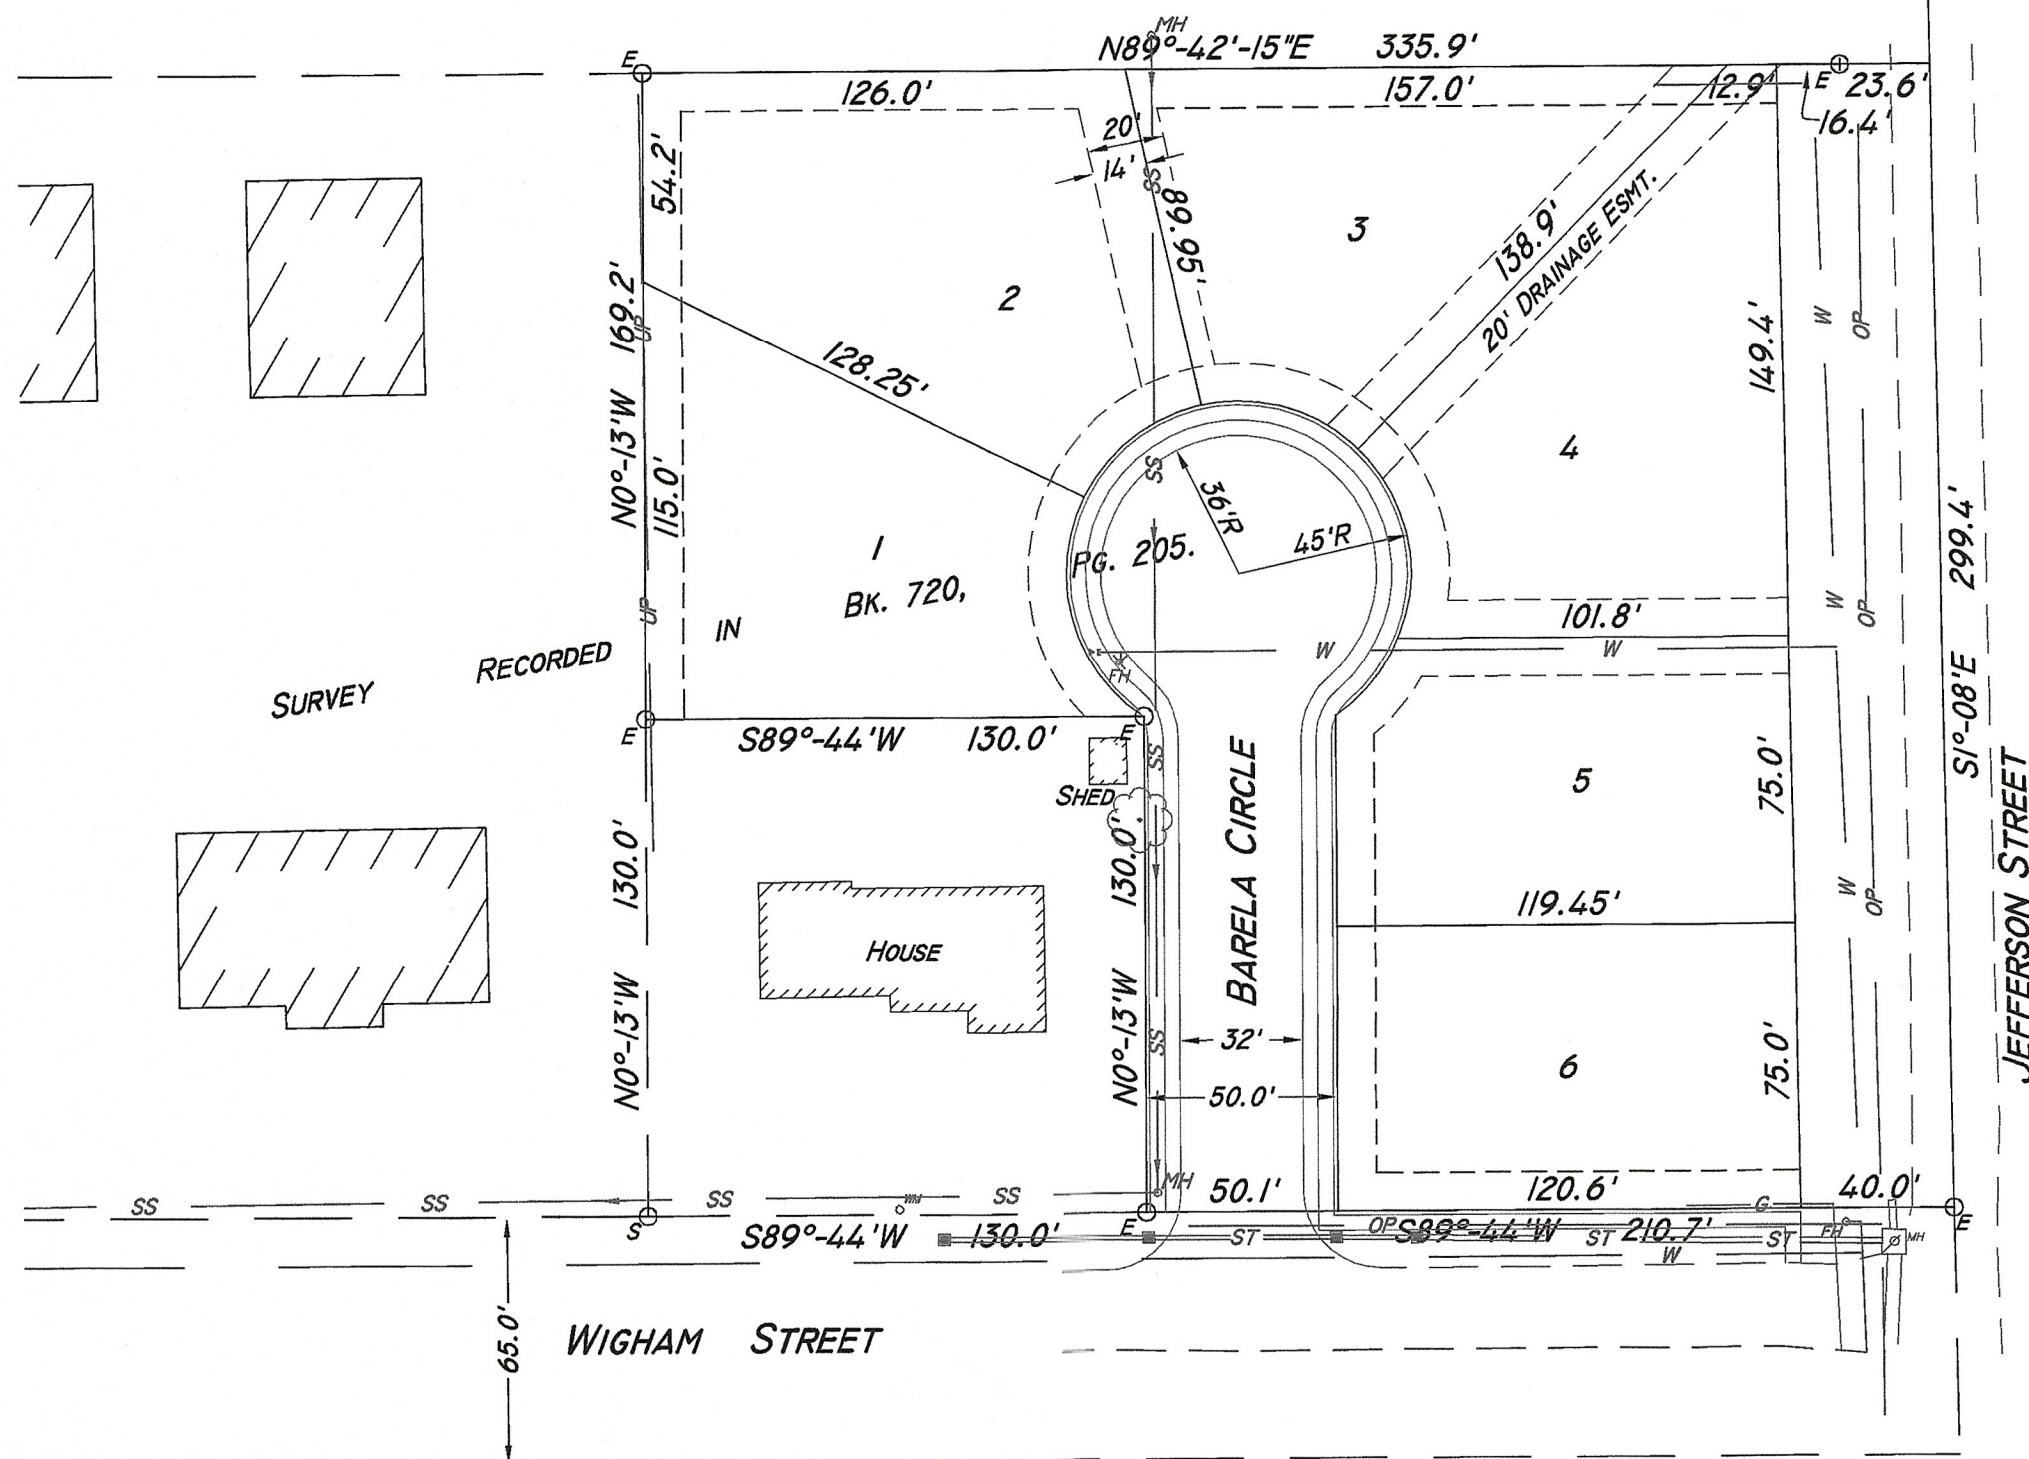 MH
N89°-42'-15"E 335.9'
E
E
23.6'
126.0'
157.0'
12.9'
16.4'
20'
14'
54.2'
SS
89.95'
3
138.9'
20' DRAINAGE ESMT.
2
N0°-13'W 169.2'
UP
W
OP
149.4'
128.25'
115.0'
4
SS
36'R
45'R
1
PG. 205.
BK. 720,
IN
RECORDED
SURVEY
UP
W
OP
101.8'
W
W
FH
S1°-08'E 299.4'
E
S89°-44'W 130.0'
E
SS
SHED
BARELA CIRCLE
5
75.0'
JEFFERSON STREET
130.0'
130.0'
W
OP
119.45'
HOUSE
N0°-13'W
N0°-13'W
SS
32'
50.0'
6
75.0'
MH
SS
SS
SS
WM
SS
50.1'
120.6'
40.0'
G
S
S89°-44'W 130.0'
E
ST
OP
S89°-44'W 210.7'
ST
ST
FH
MH
E
W
65.0'
WIGHAM STREET